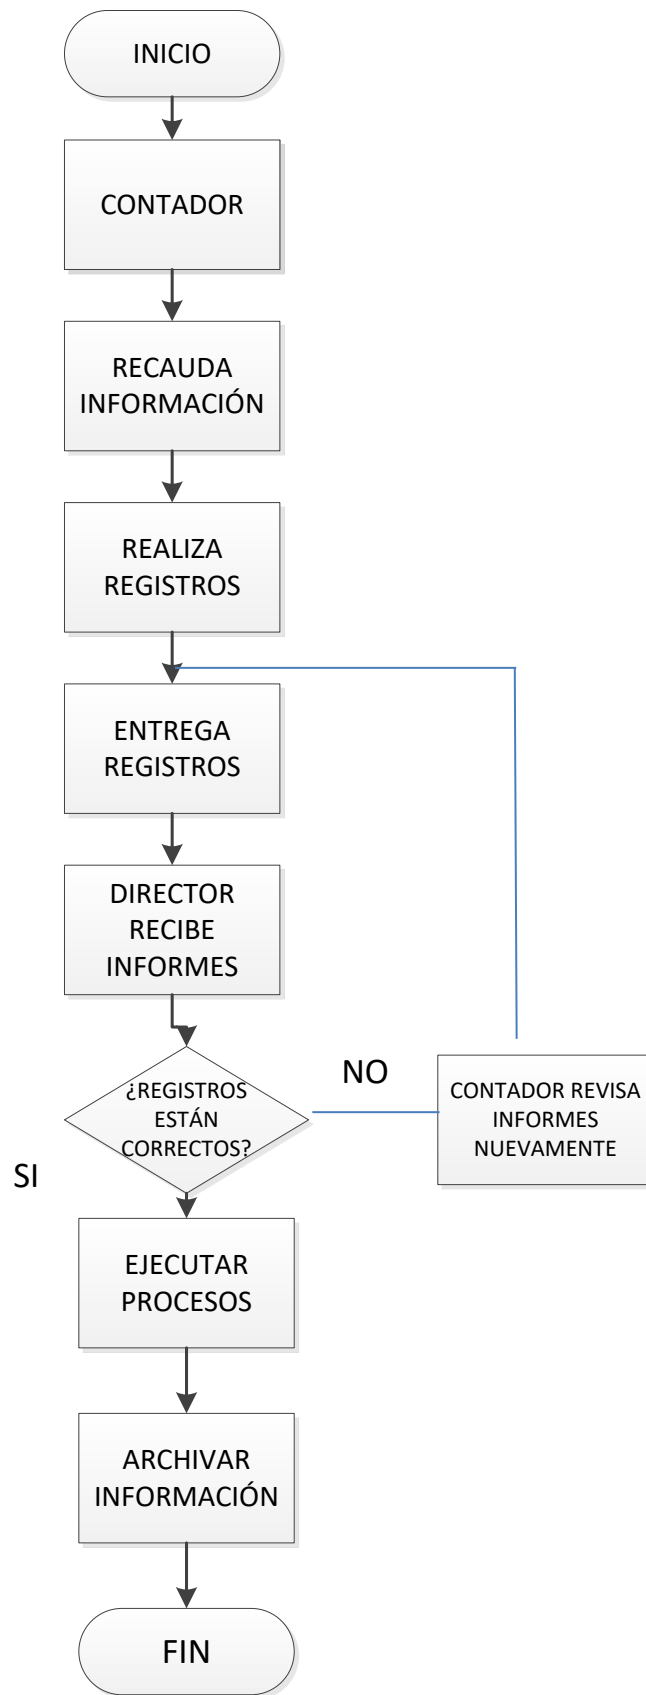 INICIO
CONTADOR
RECAUDA
INFORMACIÓN
REALIZA
REGISTROS
ENTREGA
REGISTROS
DIRECTOR
RECIBE
INFORMES
¿REGISTROS
ESTÁN
CORRECTOS?
NO
CONTADOR REVISA
INFORMES
NUEVAMENTE
SI
EJECUTAR
PROCESOS
ARCHIVAR
INFORMACIÓN
FIN